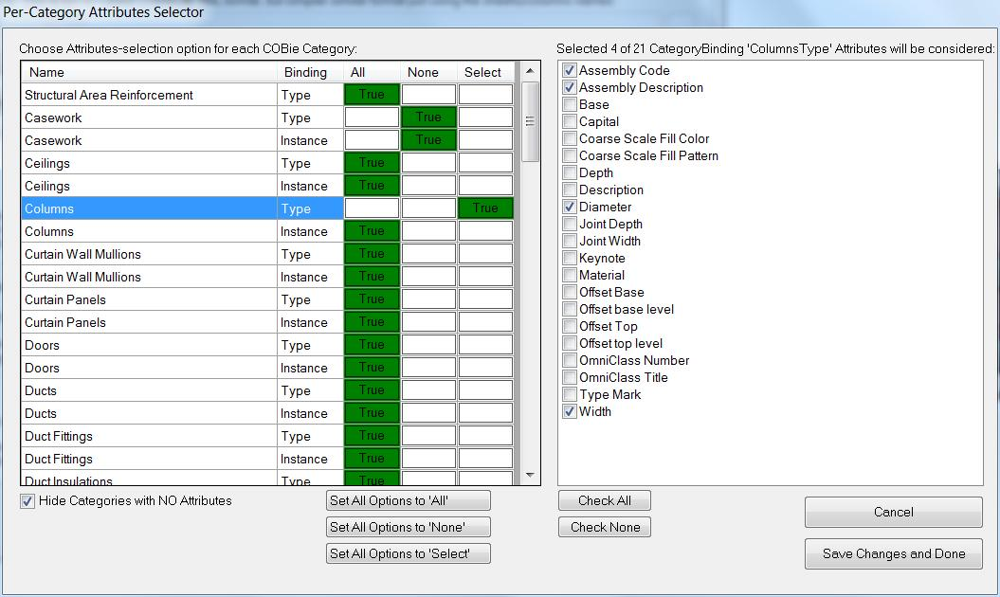 Per-Category Attributes Selector
Choose Attributes-selection option for each COBie Category:
Name Binding All None Select
Structural Area Reinforcement Type True
Casework Type True
Casework Instance True
Ceilings Type True
Ceilings Instance True
Columns Type True
Columns Instance True
Curtain Wall Mullions Type True
Curtain Wall Mullions Instance True
Curtain Panels Type True
Curtain Panels Instance True
Doors Type True
Doors Instance True
Ducts Type True
Ducts Instance True
Duct Fittings Type True
Duct Fittings Instance True
Duct Insulations Type True
Hide Categories with NO Attributes
Set All Options to 'All'
Set All Options to 'None'
Set All Options to 'Select'
Selected 4 of 21 CategoryBinding 'ColumnsType' Attributes will be considered:
Assembly Code
Assembly Description
Base
Capital
Coarse Scale Fill Color
Coarse Scale Fill Pattern
Depth
Description
Diameter
Joint Depth
Joint Width
Keynote
Material
Offset Base
Offset base level
Offset Top
Offset top level
OmniClass Number
OmniClass Title
Type Mark
Width
Check All
Check None
Cancel
Save Changes and Done